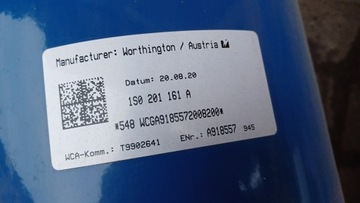 Manufacturer: Worthington / Austria
Datum: 20.08.20
1S0 201 161 A
*548 WCGA9185572008200*
WCA-Komm.: T9902641
ENr.: A918557 945